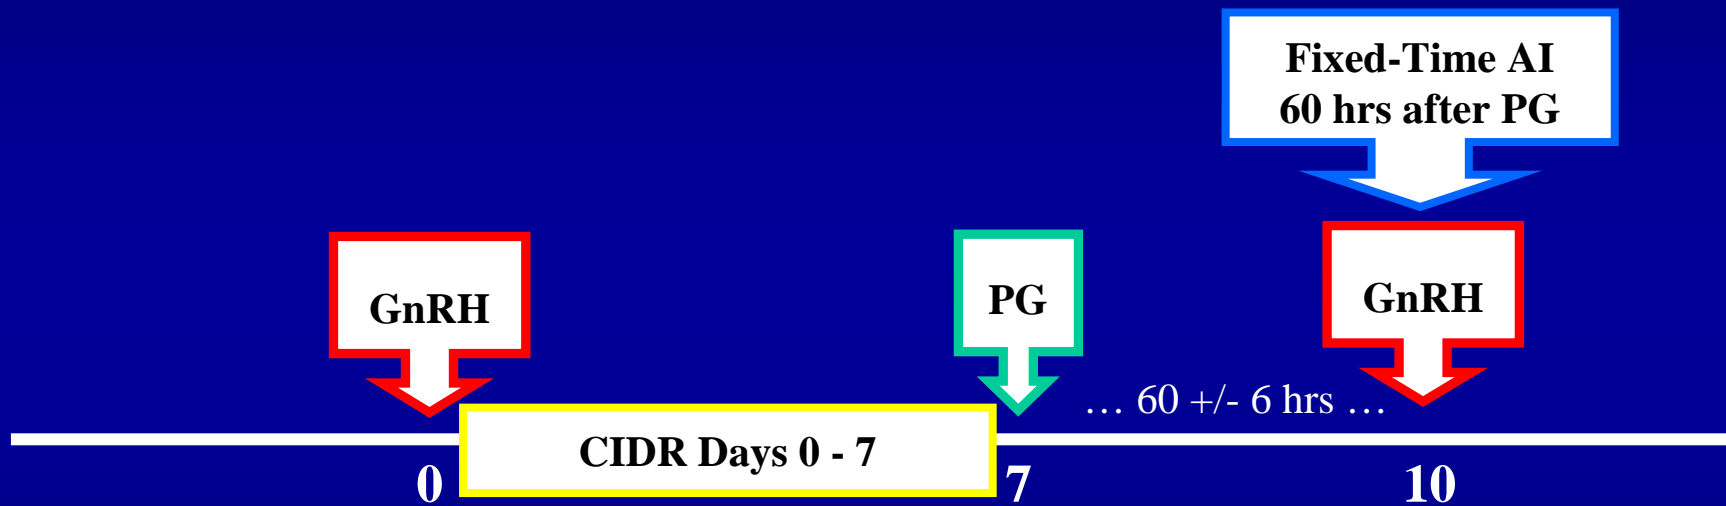 Fixed-Time AI
60 hrs after PG
GnRH
PG
GnRH
… 60 +/- 6 hrs …
CIDR Days 0 - 7
0
7
10